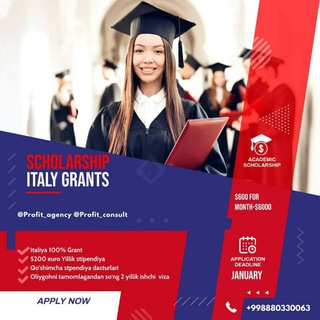 SCHOLARSHIP
ITALY GRANTS
@Profit_agency @Profit_consult
ACADEMIC
SCHOLARSHIP
$600 FOR
MONTH-$6000
APPLICATION
DEADLINE
JANUARY
Italiya 100% Grant
5200 euro Yillik stipendiya
Qo'shimcha stpendiya dasturlari
Oliygohni tamomlagandan so'ng 2 yillik ishchi viza
APPLY NOW
+998880330063